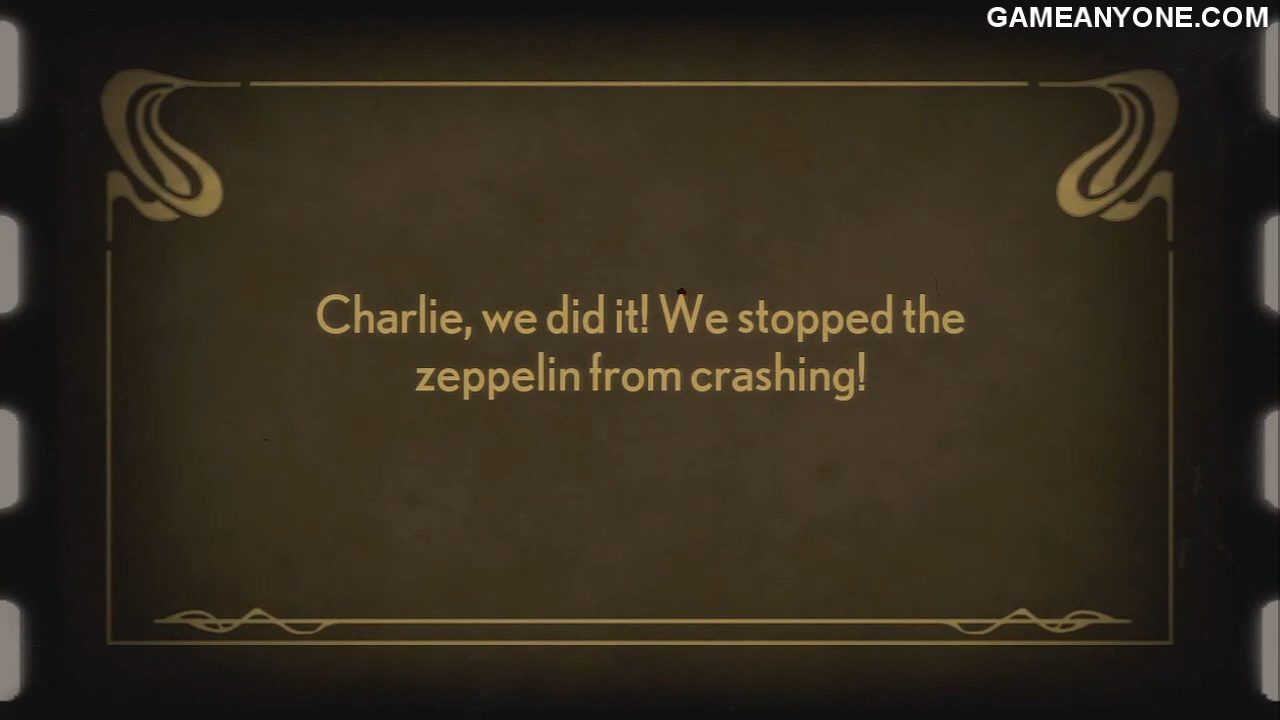 GAMEANYONE.COM
Charlie, we did it! We stopped the
zeppelin from crashing!